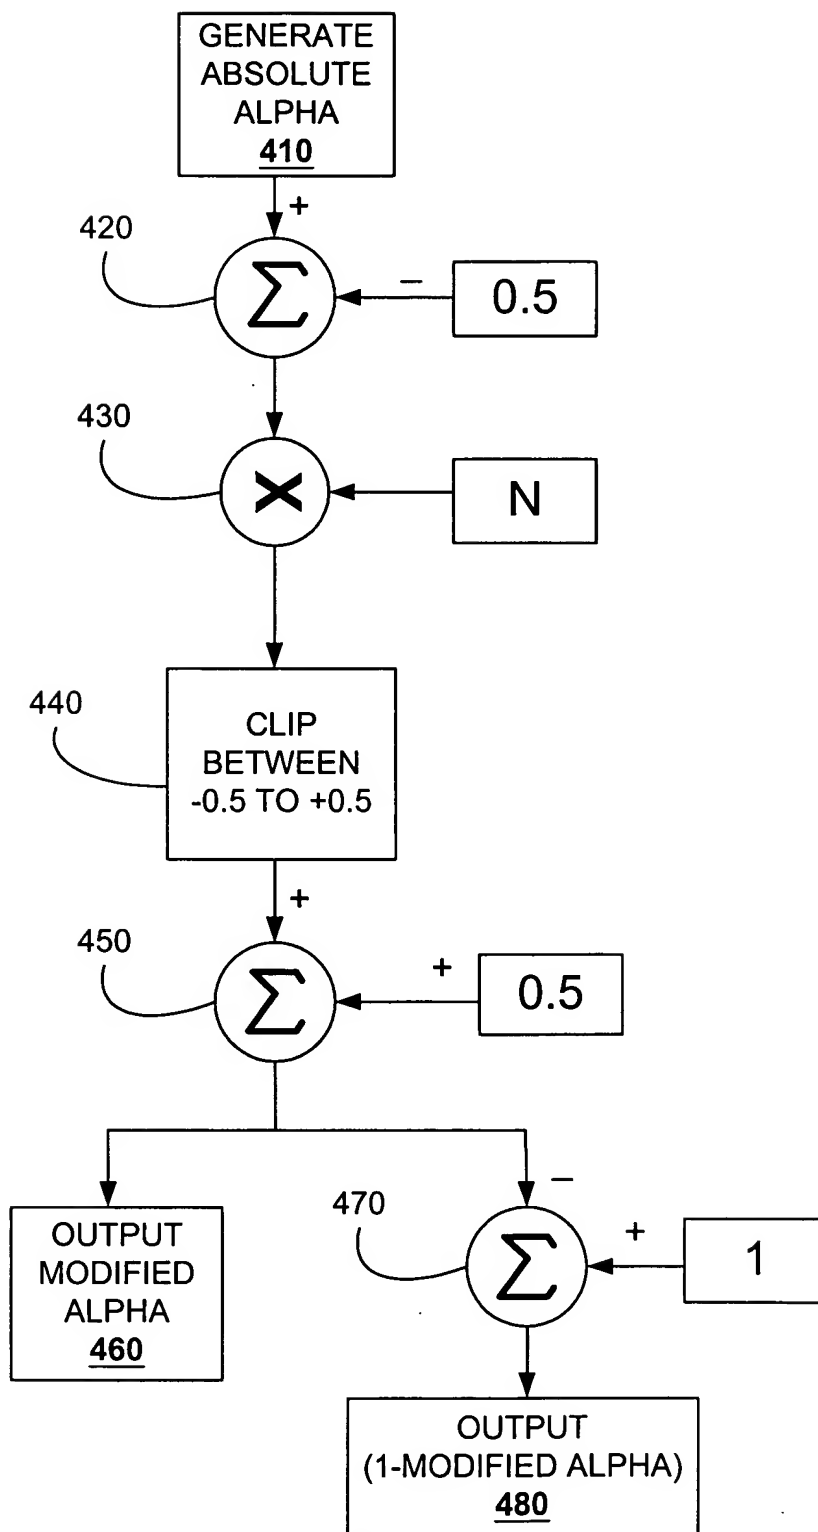 GENERATE
ABSOLUTE
ALPHA
410
+
420
Σ
–
0.5
430
X
N
440
CLIP
BETWEEN
-0.5 TO +0.5
+
450
Σ
+
0.5
–
470
Σ
+
1
OUTPUT
MODIFIED
ALPHA
460
OUTPUT
(1-MODIFIED ALPHA)
480